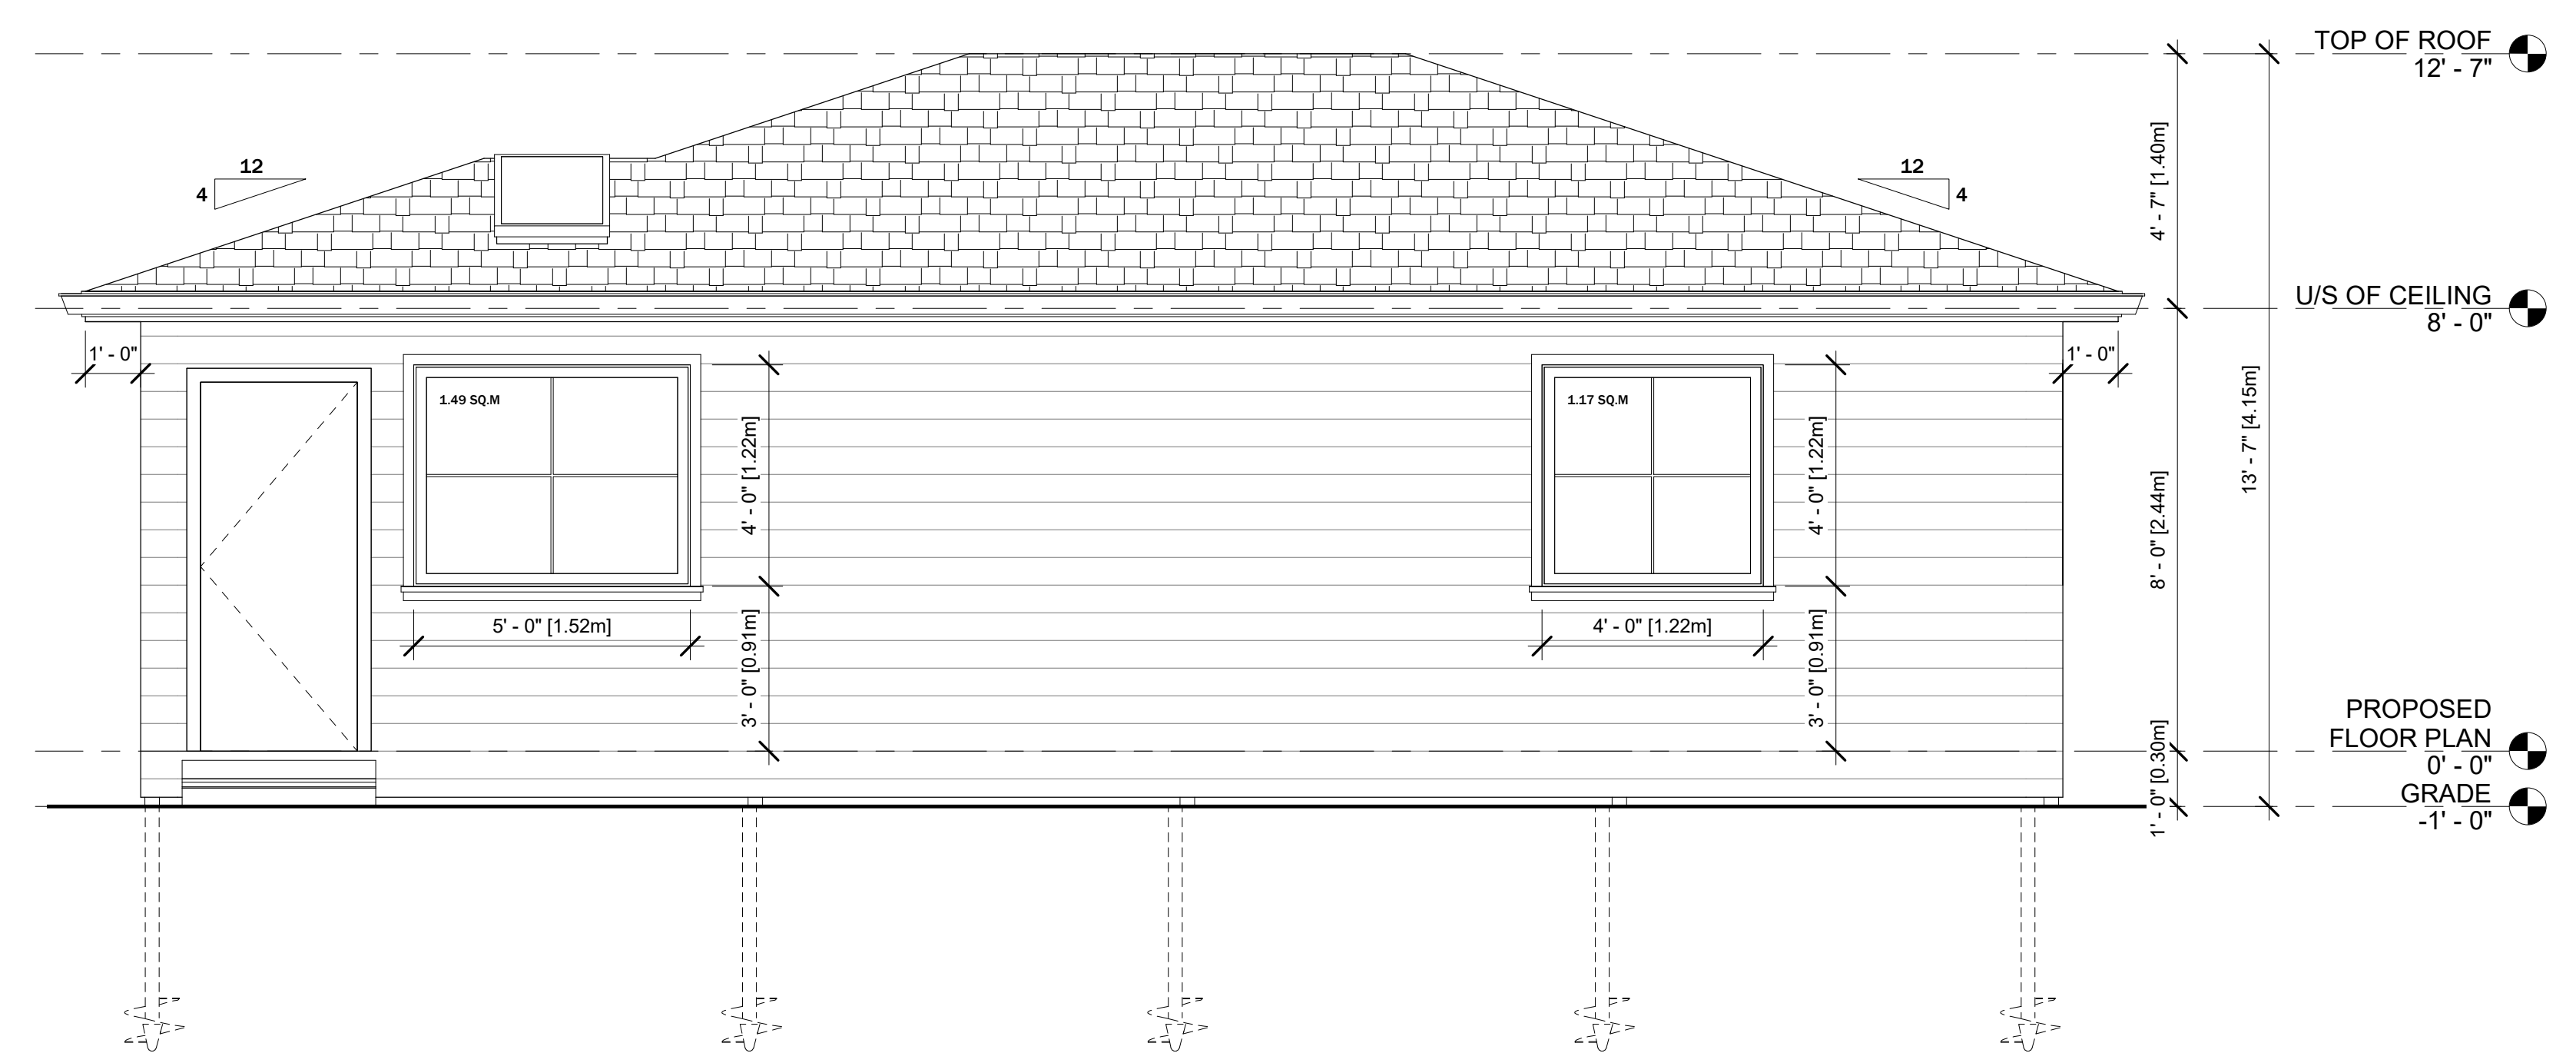 TOP OF ROOF
12' - 7"
12
4
12
4
4' - 7" [1.40m]
U/S OF CEILING
8' - 0"
1' - 0"
1' - 0"
1.49 SQ.M
1.17 SQ.M
4' - 0" [1.22m]
4' - 0" [1.22m]
13' - 7" [4.15m]
8' - 0" [2.44m]
5' - 0" [1.52m]
4' - 0" [1.22m]
3' - 0" [0.91m]
3' - 0" [0.91m]
PROPOSED
FLOOR PLAN
0' - 0"
1' - 0" [0.30m]
GRADE
-1' - 0"